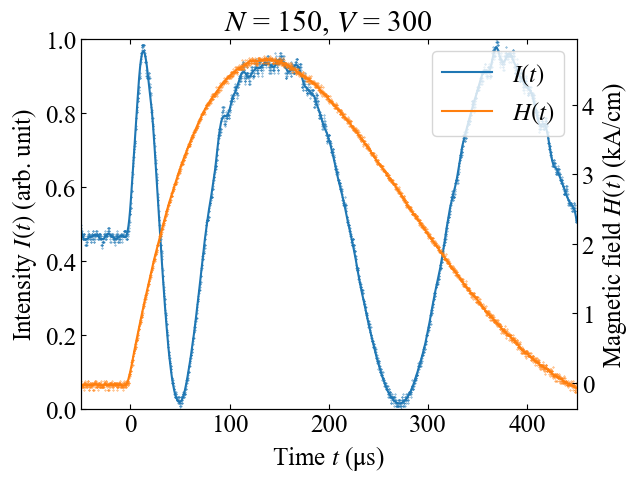 N = 150, V = 300
Intensity I(t) (arb. unit)
1.0
0.8
0.6
0.4
0.2
0.0
I(t)
H(t)
4
3
2
1
0
Magnetic field H(t) (kA/cm)
0
100
200
300
400
Time t (μs)